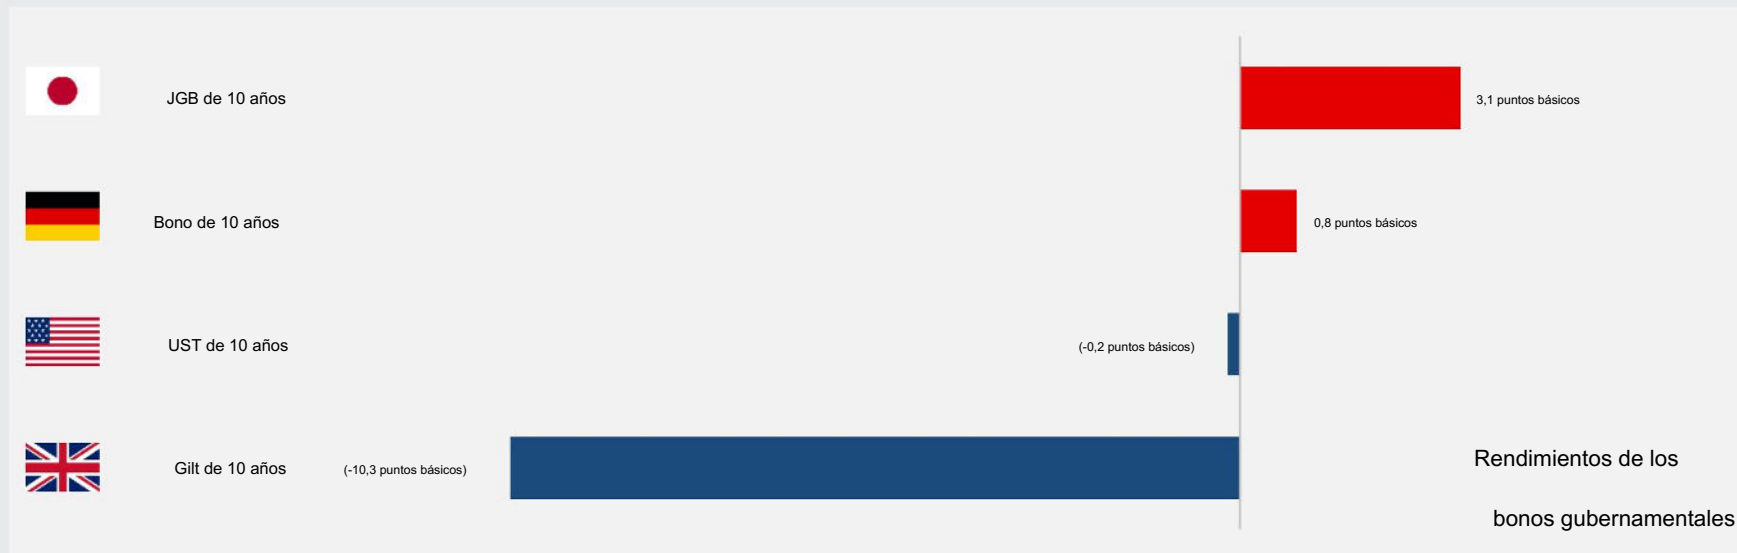 JGB de 10 años
3,1 puntos básicos
Bono de 10 años
0,8 puntos básicos
UST de 10 años
(-0,2 puntos básicos)
Gilt de 10 años
(-10,3 puntos básicos)
Rendimientos de los
bonos gubernamentales